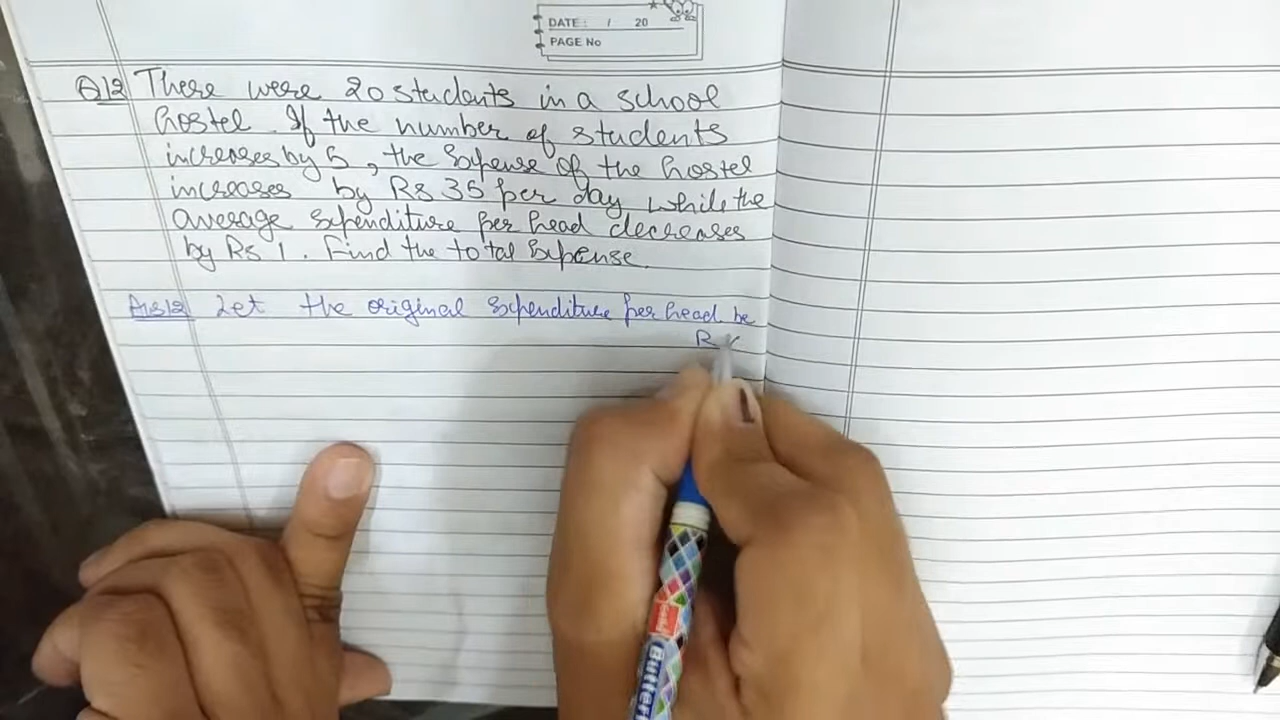 DATE : / 20
PAGE No
Q12 There were 20 students in a school
hostel. If the number of students
increases by 5, the Expense of the hostel
increases by Rs 35 per day while the
average Expenditure per head decreases
by Rs 1. Find the total Expense.
Ans12 Let the original Expenditure per head be
R